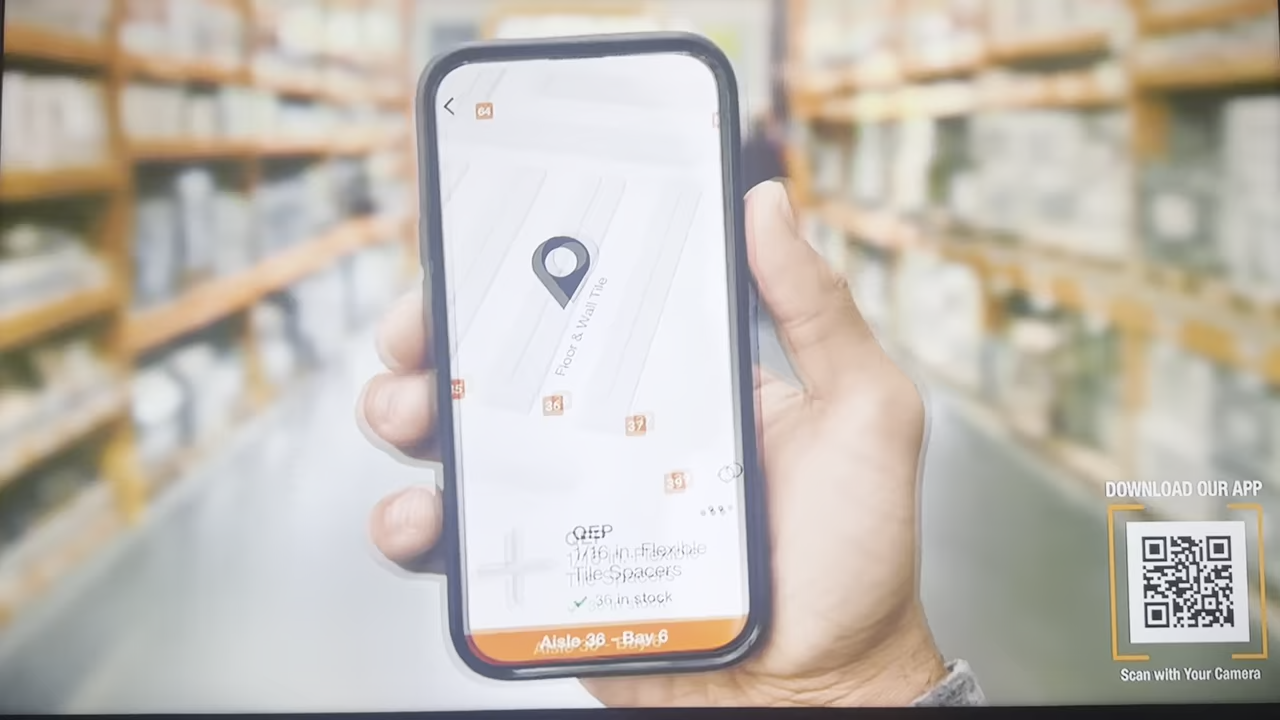 64
Floor & Wall Tile
36
37
39
QEP
1/16 in. Flexible
Tile Spacers
36 in stock
Aisle 36 - Bay 6
DOWNLOAD OUR APP
Scan with Your Camera